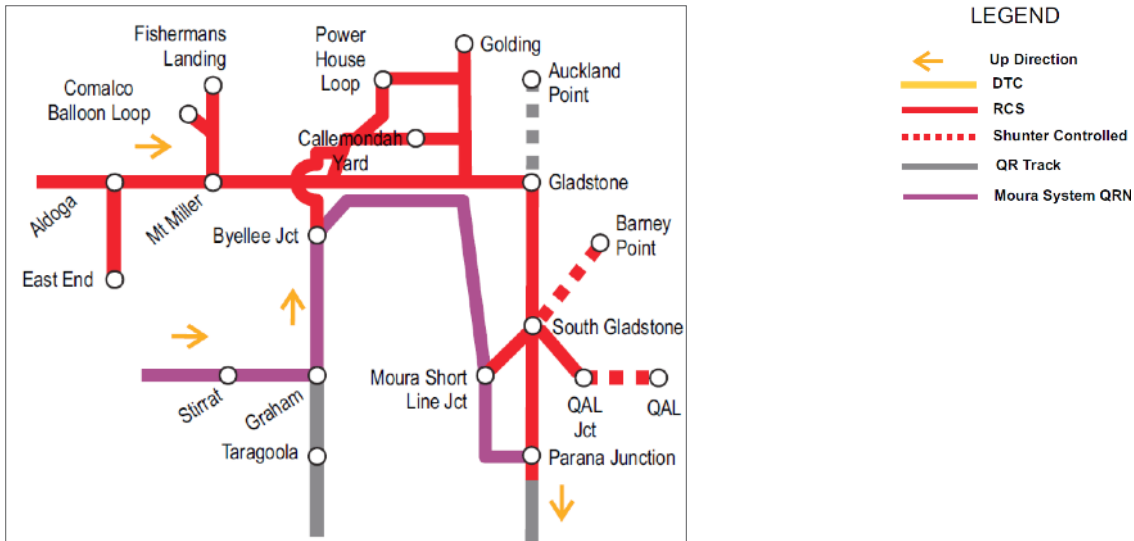 Fishermans
Landing
Comalco
Balloon Loop
Power
House
Loop
Golding
Auckland
Point
Callemondah
Yard
Aldoga
Mt Miller
Gladstone
Byellee Jct
Barney
Point
East End
South Gladstone
Stirrat
Graham
Moura Short
Line Jct
QAL
Jct
QAL
Taragoola
Parana Junction
LEGEND
Up Direction
DTC
RCS
Shunter Controlled
QR Track
Moura System QRN